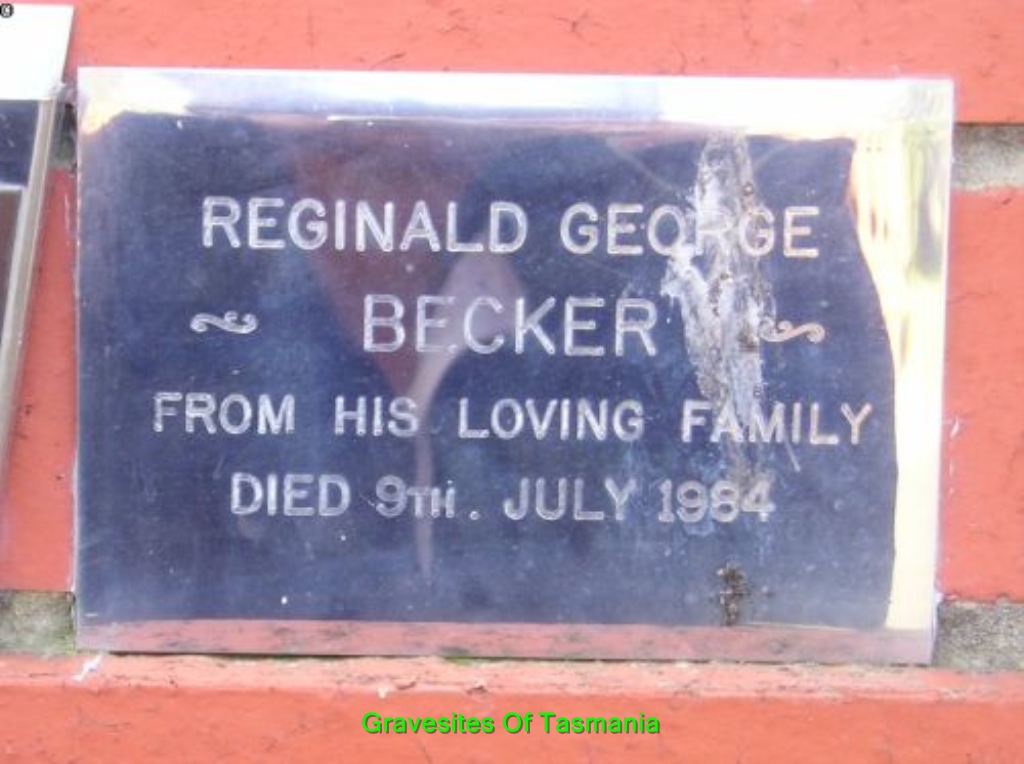 REGINALD GEORGE
BECKER
FROM HIS LOVING FAMILY
DIED 9TH. JULY 1984
Gravesites Of Tasmania